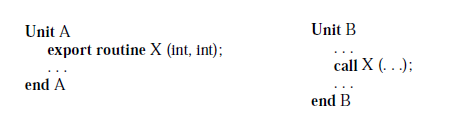 Unit A
export routine X (int, int);
. . .
end A
Unit B
. . .
call X (. . .);
. . .
end B